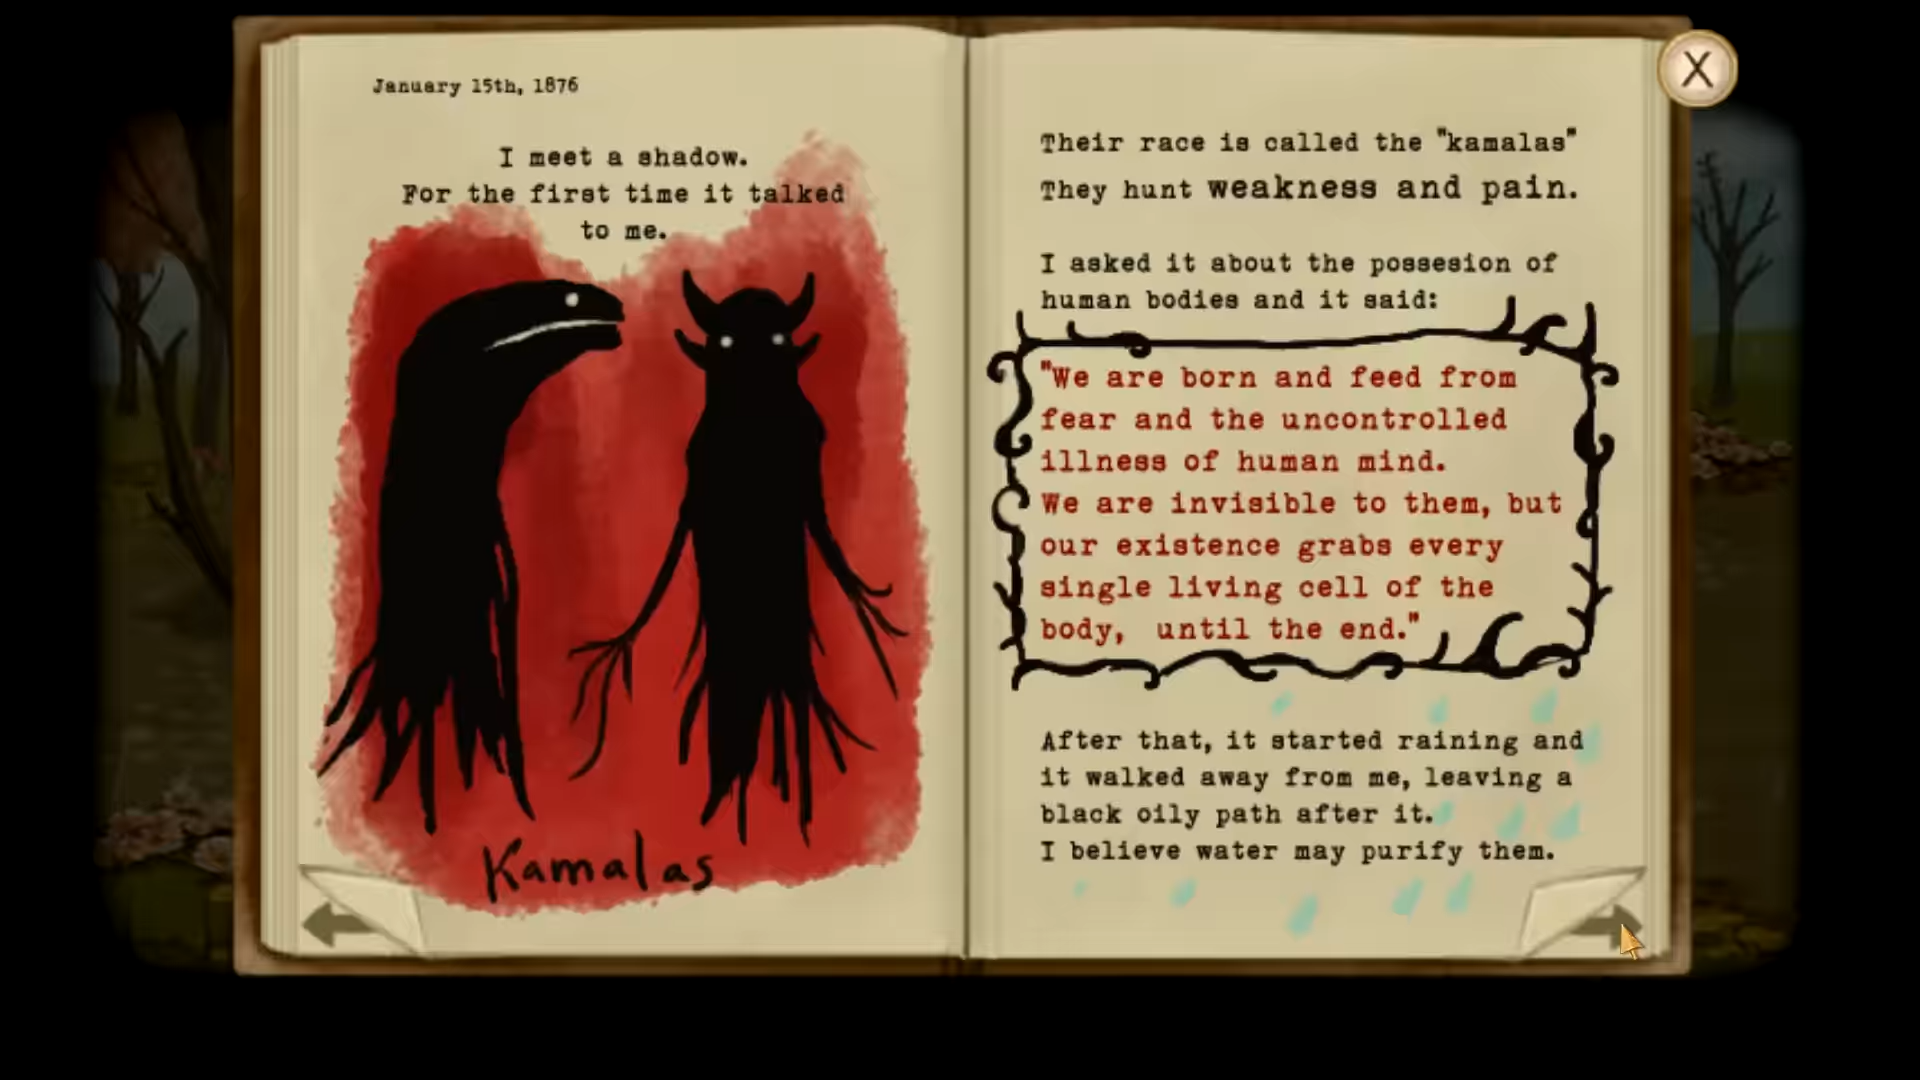 January 15th, 1876
I meet a shadow.
For the first time it talked
to me.
Kamalas
Their race is called the "kamalas"
They hunt weakness and pain.
I asked it about the possesion of
human bodies and it said:
"We are born and feed from
fear and the uncontrolled
illness of human mind.
We are invisible to them, but
our existence grabs every
single living cell of the
body, until the end."
After that, it started raining and
it walked away from me, leaving a
black oily path after it.
I believe water may purify them.
X